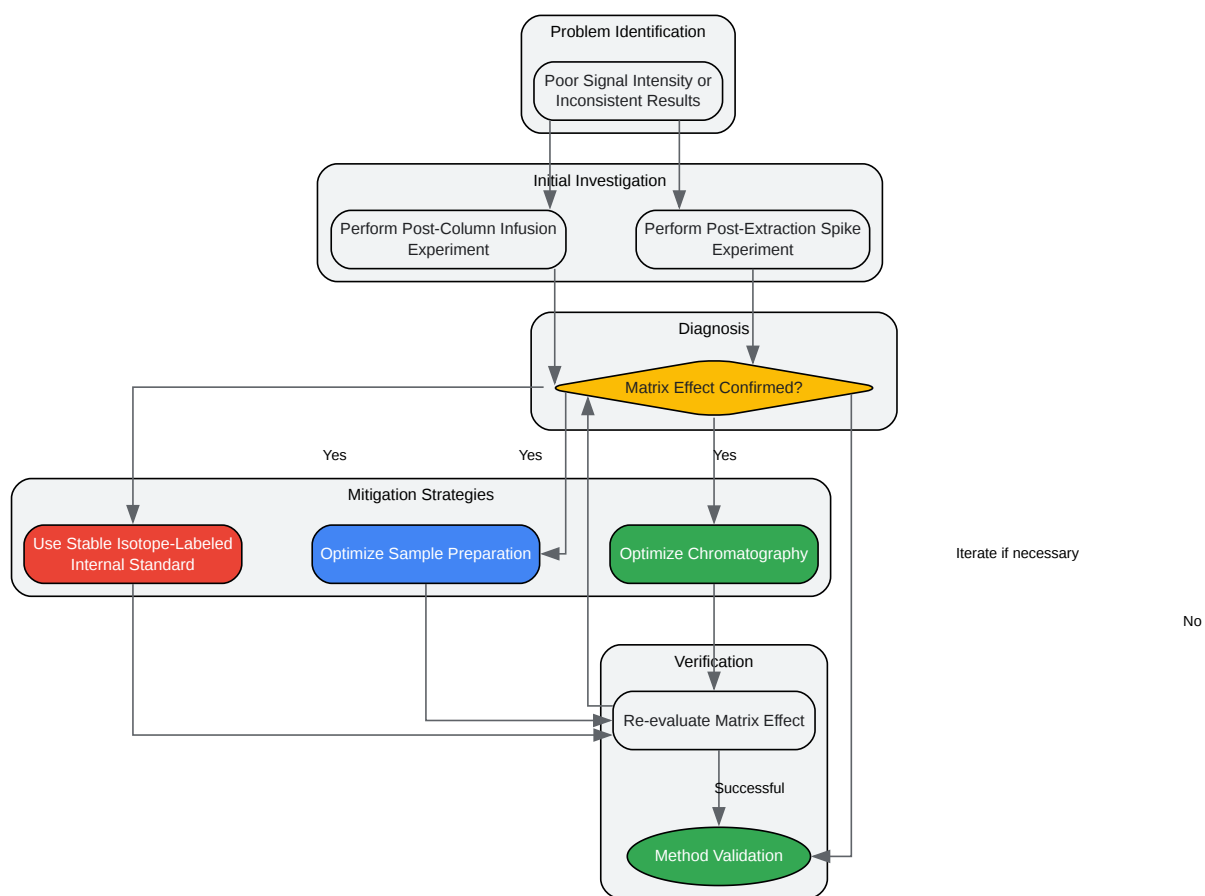 Problem Identification
Poor Signal Intensity or
Inconsistent Results
Initial Investigation
Perform Post-Column Infusion
Experiment
Perform Post-Extraction Spike
Experiment
Diagnosis
Matrix Effect Confirmed?
Yes
Yes
Yes
Mitigation Strategies
Use Stable Isotope-Labeled
Internal Standard
Optimize Sample Preparation
Optimize Chromatography
Iterate if necessary
No
Verification
Re-evaluate Matrix Effect
Successful
Method Validation